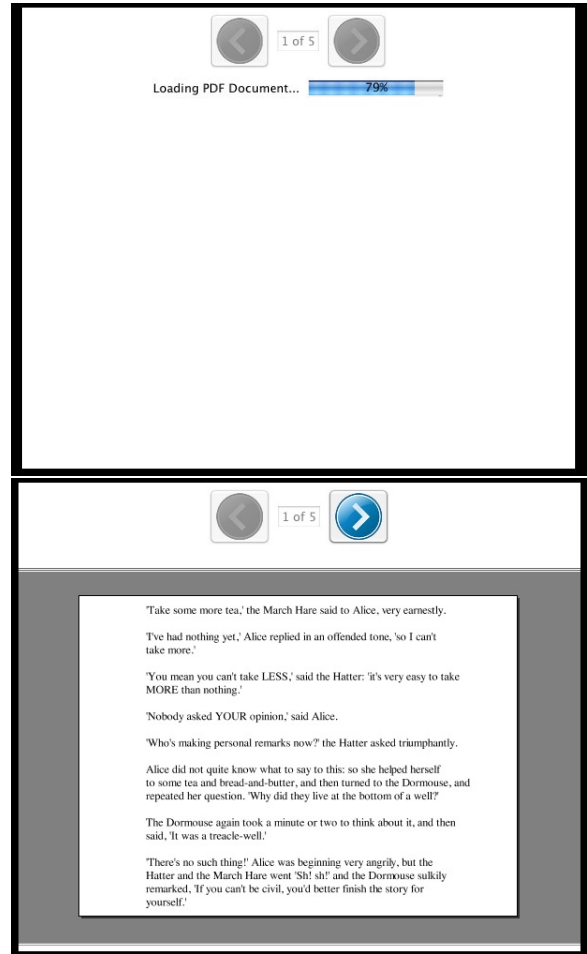 1 of 5
Loading PDF Document... 79%
1 of 5
'Take some more tea,' the March Hare said to Alice, very earnestly.
'I've had nothing yet,' Alice replied in an offended tone, 'so I can't
take more.'
'You mean you can't take LESS,' said the Hatter: 'it's very easy to take
MORE than nothing.'
'Nobody asked YOUR opinion,' said Alice.
'Who's making personal remarks now?' the Hatter asked triumphantly.
Alice did not quite know what to say to this: so she helped herself
to some tea and bread-and-butter, and then turned to the Dormouse, and
repeated her question. 'Why did they live at the bottom of a well?'
The Dormouse again took a minute or two to think about it, and then
said, 'It was a treacle-well.'
'There's no such thing!' Alice was beginning very angrily, but the
Hatter and the March Hare went 'Sh! sh!' and the Dormouse sulkily
remarked, 'If you can't be civil, you'd better finish the story for
yourself.'